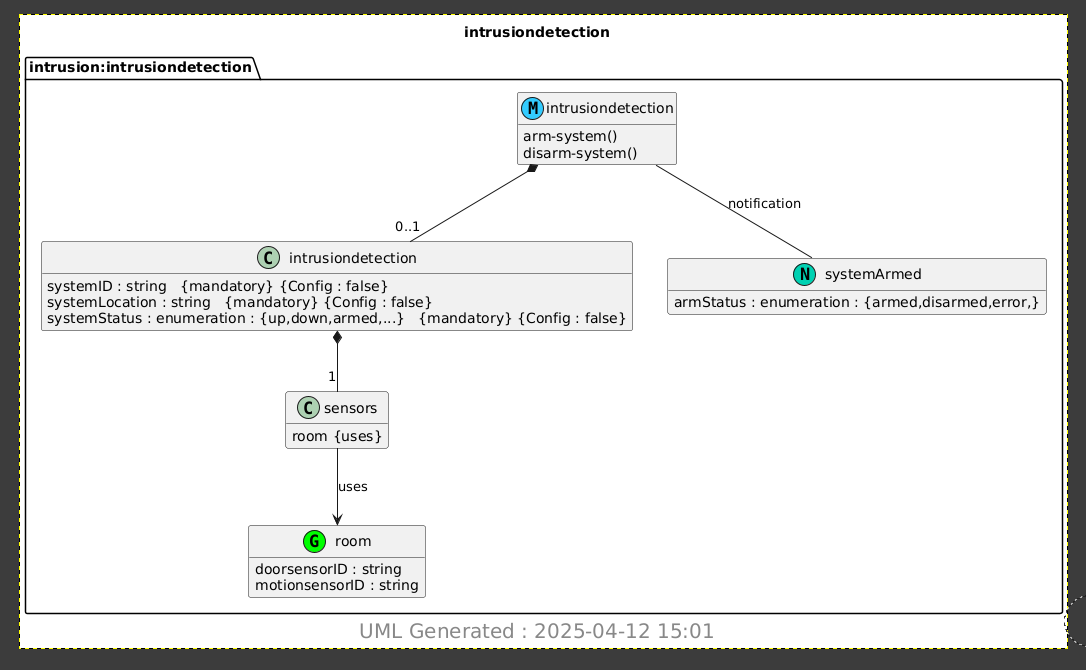 intrusiondetection
intrusion:intrusiondetection
M intrusiondetection
arm-system()
disarm-system()
notification
0..1
C intrusiondetection
systemID : string {mandatory} {Config : false}
systemLocation : string {mandatory} {Config : false}
systemStatus : enumeration : {up,down,armed,...} {mandatory} {Config : false}
N systemArmed
armStatus : enumeration : {armed,disarmed,error,}
1
C sensors
room {uses}
uses
G room
doorsensorID : string
motionsensorID : string
UML Generated : 2025-04-12 15:01